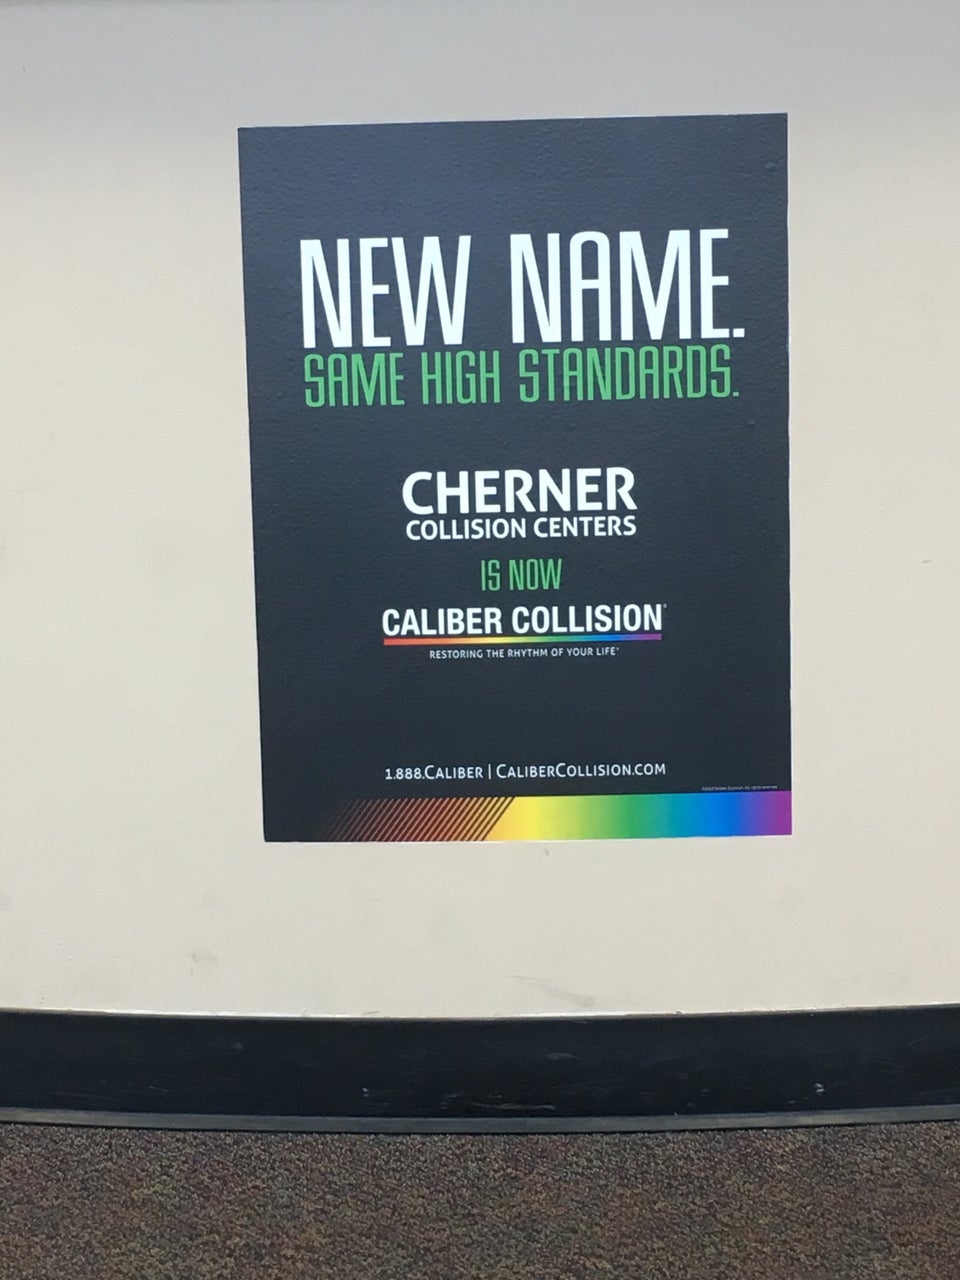 NEW NAME.
SAME HIGH STANDARDS.
CHERNER
COLLISION CENTERS
IS NOW
CALIBER COLLISION®
RESTORING THE RHYTHM OF YOUR LIFE®
1.888.CALIBER | CALIBERCOLLISION.COM